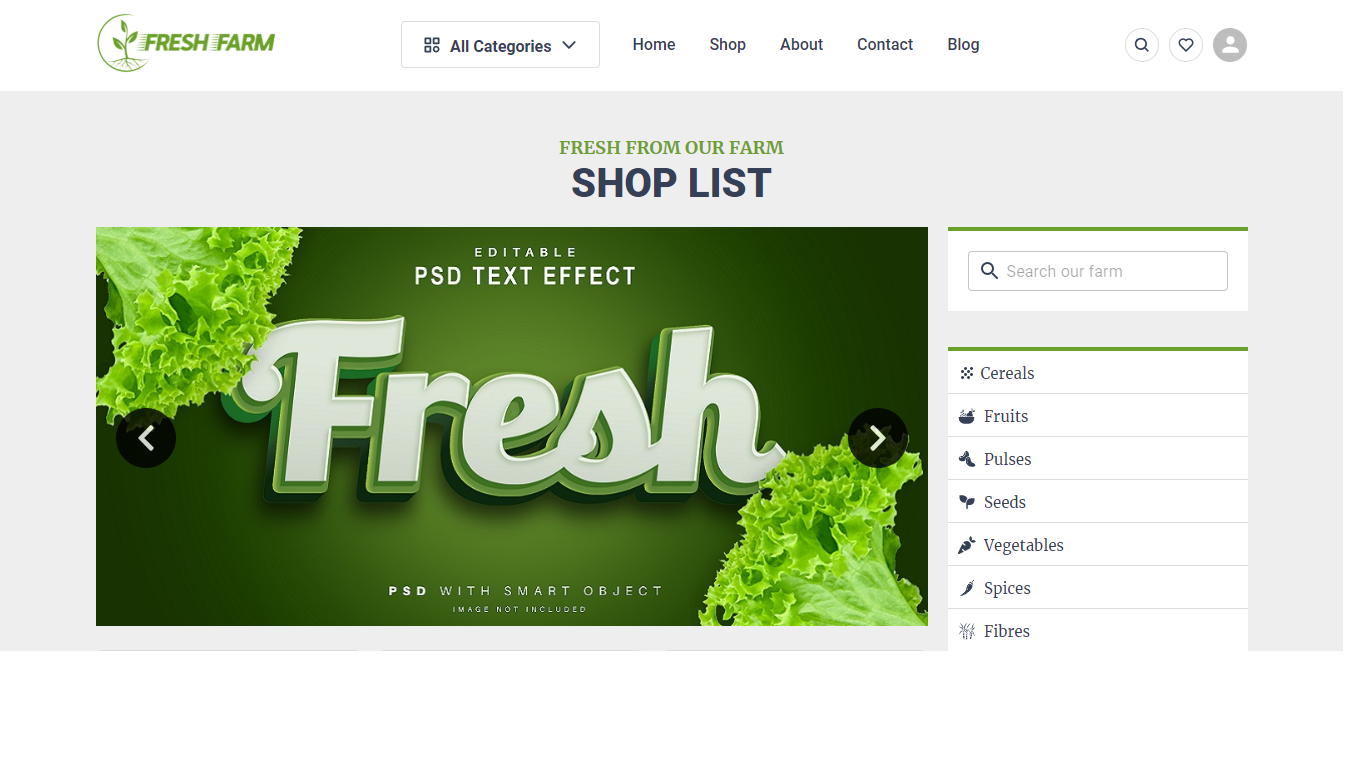 FRESH FARM
All Categories
Home
Shop
About
Contact
Blog
FRESH FROM OUR FARM
SHOP LIST
EDITABLE
PSD TEXT EFFECT
Fresh
PSD WITH SMART OBJECT
IMAGE NOT INCLUDED
Search our farm
Cereals
Fruits
Pulses
Seeds
Vegetables
Spices
Fibres